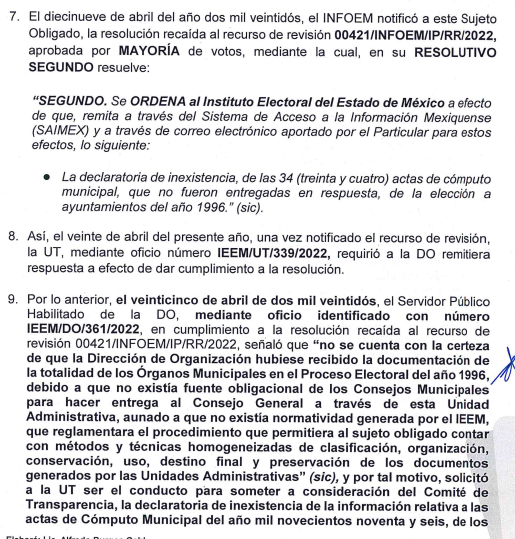 7. El diecinueve de abril del año dos mil veintidós, el INFOEM notificó a este Sujeto
Obligado, la resolución recaída al recurso de revisión 00421/INFOEM/IP/RR/2022,
aprobada por MAYORÍA de votos, mediante la cual, en su RESOLUTIVO
SEGUNDO resuelve:
“SEGUNDO. Se ORDENA al Instituto Electoral del Estado de México a efecto
de que, remita a través del Sistema de Acceso a la Información Mexiquense
(SAIMEX) y a través de correo electrónico aportado por el Particular para estos
efectos, lo siguiente:
• La declaratoria de inexistencia, de las 34 (treinta y cuatro) actas de cómputo
municipal, que no fueron entregadas en respuesta, de la elección a
ayuntamientos del año 1996.” (sic).
8. Así, el veinte de abril del presente año, una vez notificado el recurso de revisión,
la UT, mediante oficio número IEEM/UT/339/2022, requirió a la DO remitiera
respuesta a efecto de dar cumplimiento a la resolución.
9. Por lo anterior, el veinticinco de abril de dos mil veintidós, el Servidor Público
Habilitado de la DO, mediante oficio identificado con número
IEEM/DO/361/2022, en cumplimiento a la resolución recaída al recurso de
revisión 00421/INFOEM/IP/RR/2022, señaló que “no se cuenta con la certeza
de que la Dirección de Organización hubiese recibido la documentación de
la totalidad de los Órganos Municipales en el Proceso Electoral del año 1996,
debido a que no existía fuente obligacional de los Consejos Municipales
para hacer entrega al Consejo General a través de esta Unidad
Administrativa, aunado a que no existía normatividad generada por el IEEM,
que reglamentara el procedimiento que permitiera al sujeto obligado contar
con métodos y técnicas homogeneizadas de clasificación, organización,
conservación, uso, destino final y preservación de los documentos
generados por las Unidades Administrativas” (sic), y por tal motivo, solicitó
a la UT ser el conducto para someter a consideración del Comité de
Transparencia, la declaratoria de inexistencia de la información relativa a las
actas de Cómputo Municipal del año mil novecientos noventa y seis, de los